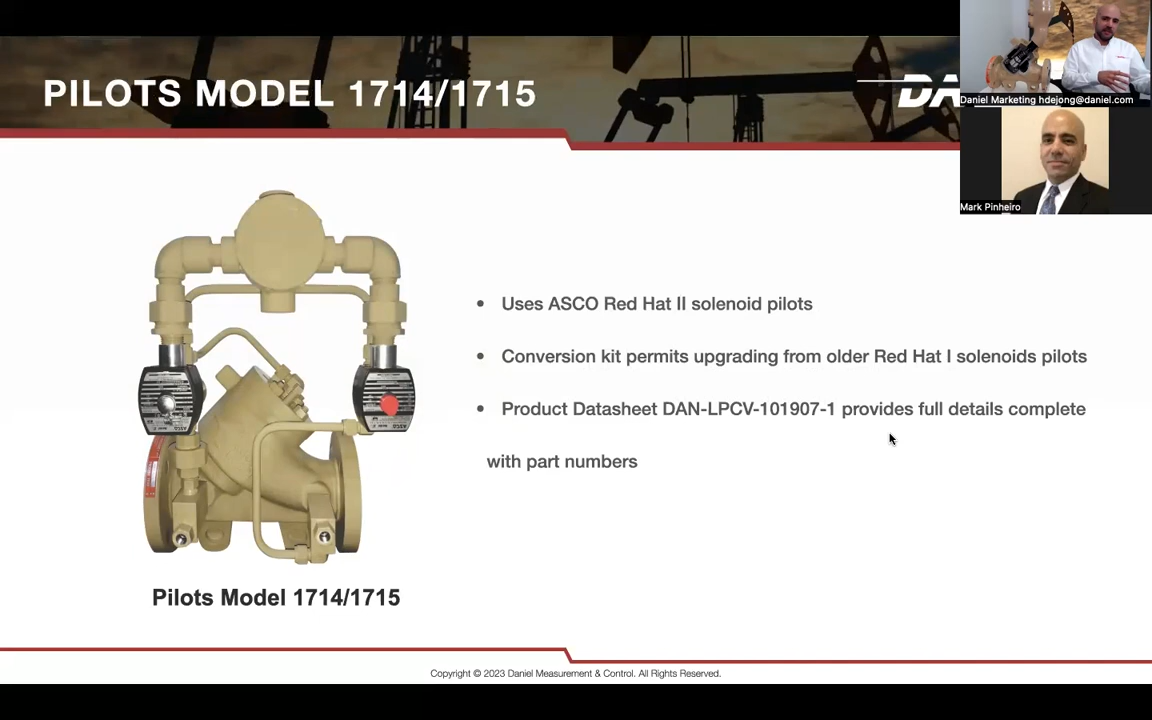 PILOTS MODEL 1714/1715
DA
Daniel Marketing hdejong@daniel.com
Mark Pinheiro
• Uses ASCO Red Hat II solenoid pilots
• Conversion kit permits upgrading from older Red Hat I solenoids pilots
• Product Datasheet DAN-LPCV-101907-1 provides full details complete
with part numbers
Pilots Model 1714/1715
Copyright © 2023 Daniel Measurement & Control. All Rights Reserved.